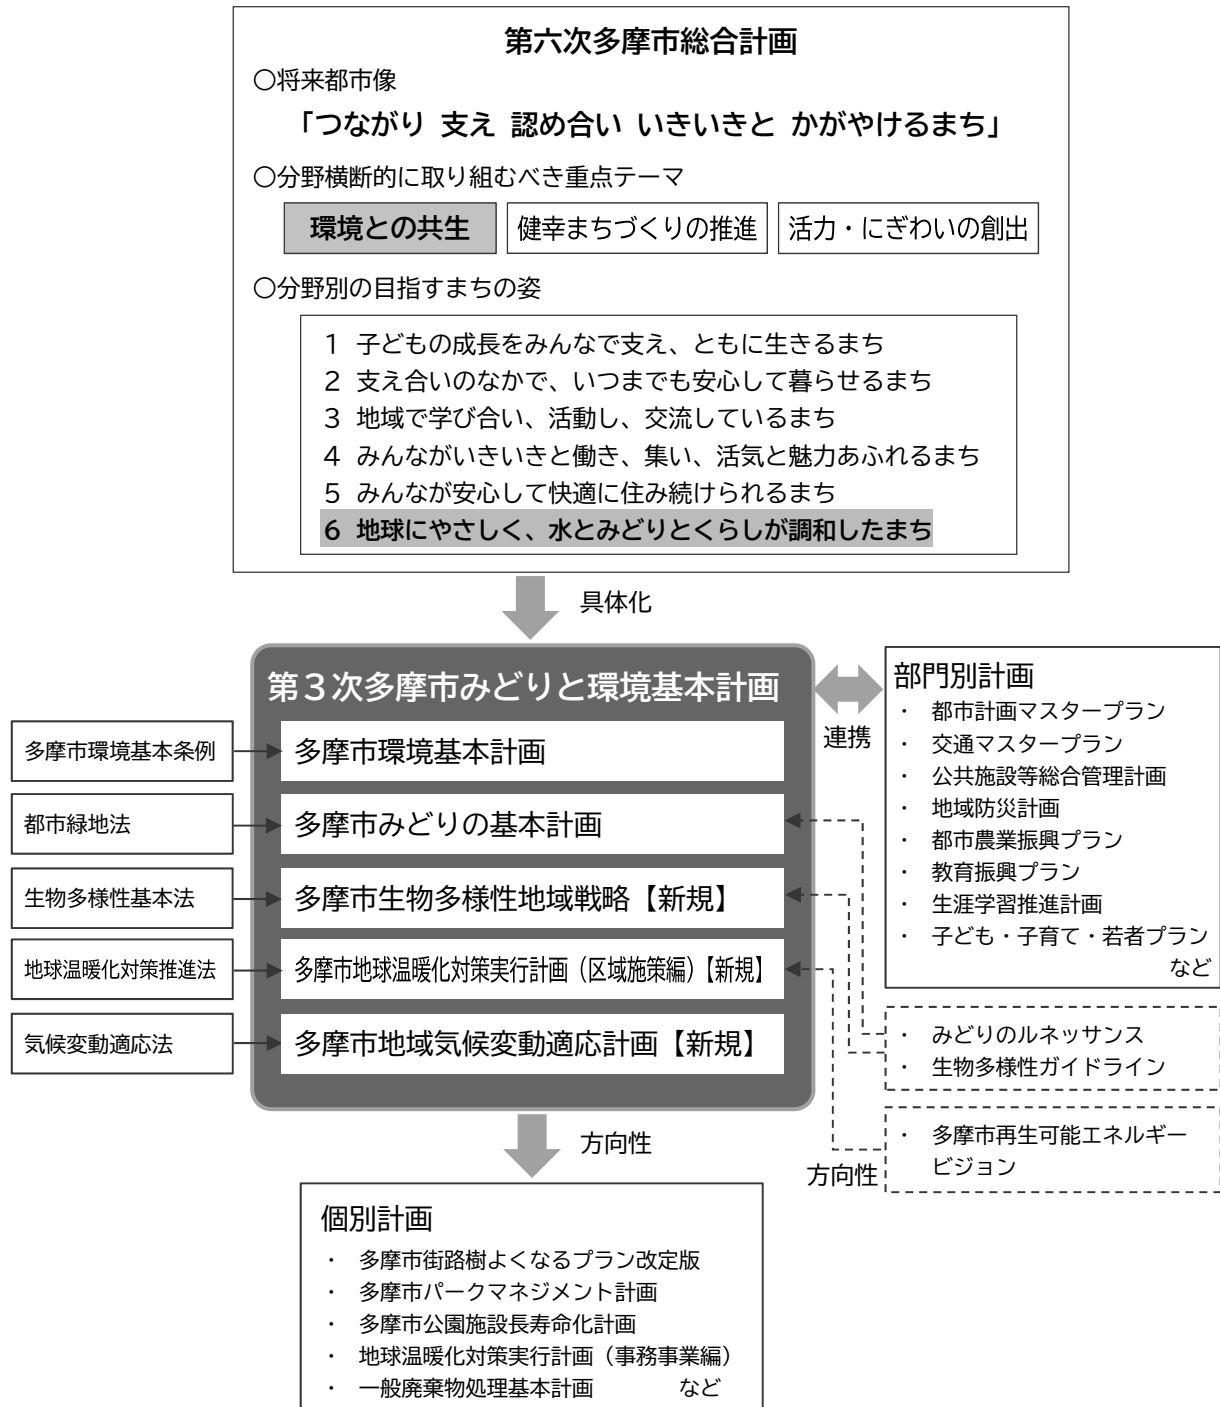 第六次多摩市総合計画
〇将来都市像
「つながり 支え 認め合い いきいきと かがやけるまち」
〇分野横断的に取り組むべき重点テーマ
環境との共生
健幸まちづくりの推進
活力・にぎわいの創出
〇分野別の目指すまちの姿
1 子どもの成長をみんなで支え、ともに生きるまち
2 支え合いのなかで、いつまでも安心して暮らせるまち
3 地域で学び合い、活動し、交流しているまち
4 みんながいきいきと働き、集い、活気と魅力あふれるまち
5 みんなが安心して快適に住み続けられるまち
6 地球にやさしく、水とみどりとくらしが調和したまち
具体化
第3次多摩市みどりと環境基本計画
多摩市環境基本条例
多摩市環境基本計画
都市緑地法
多摩市みどりの基本計画
生物多様性基本法
多摩市生物多様性地域戦略【新規】
地球温暖化対策推進法
多摩市地球温暖化対策実行計画（区域施策編）【新規】
気候変動適応法
多摩市地域気候変動適応計画【新規】
連携
部門別計画
・ 都市計画マスタープラン
・ 交通マスタープラン
・ 公共施設等総合管理計画
・ 地域防災計画
・ 都市農業振興プラン
・ 教育振興プラン
・ 生涯学習推進計画
・ 子ども・子育て・若者プラン
など
・ みどりのルネッサンス
・ 生物多様性ガイドライン
・ 多摩市再生可能エネルギー
ビジョン
方向性
方向性
個別計画
・ 多摩市街路樹よくなるプラン改定版
・ 多摩市パークマネジメント計画
・ 多摩市公園施設長寿命化計画
・ 地球温暖化対策実行計画（事務事業編）
・ 一般廃棄物処理基本計画 など